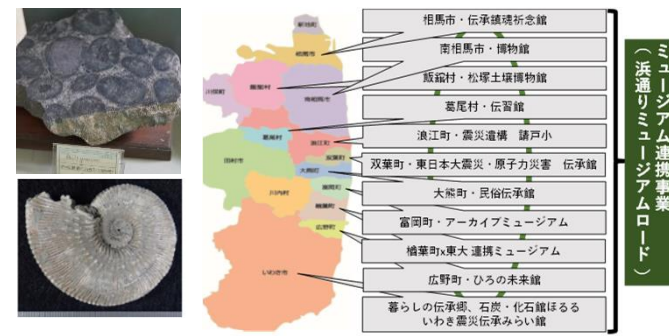 相馬市・伝承鎮魂祈念館
南相馬市・博物館
飯舘村・松塚土壌博物館
葛尾村・伝習館
浪江町・震災遺構 請戸小
双葉町・東日本大震災・原子力災害 伝承館
大熊町・民俗伝承館
富岡町・アーカイブミュージアム
楢葉町x東大 連携ミュージアム
広野町・ひろの未来館
暮らしの伝承郷、石炭・化石館ほるる
いわき震災伝承みらい館
ミュージアム連携事業
（浜通りミュージアムロード）
新地町
相馬市
飯舘村
川俣町
南相馬市
葛尾村
浪江町
田村市
双葉町
大熊町
富岡町
川内村
楢葉町
広野町
いわき市